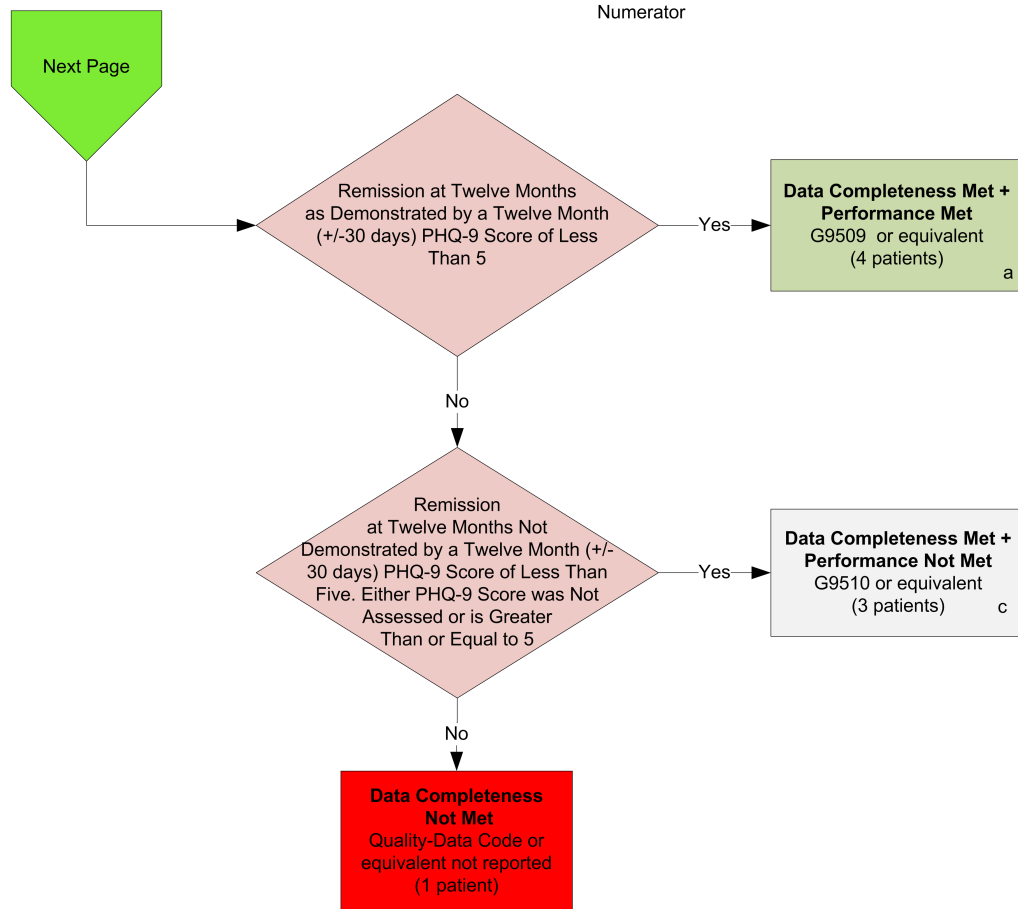 Numerator
Next Page
Remission at Twelve Months
as Demonstrated by a Twelve Month
(+/-30 days) PHQ-9 Score of Less
Than 5
Yes
Data Completeness Met +
Performance Met
G9509 or equivalent
(4 patients)
a
No
Remission
at Twelve Months Not
Demonstrated by a Twelve Month (+/-
30 days) PHQ-9 Score of Less Than
Five. Either PHQ-9 Score was Not
Assessed or is Greater
Than or Equal to 5
Yes
Data Completeness Met +
Performance Not Met
G9510 or equivalent
(3 patients)
c
No
Data Completeness
Not Met
Quality-Data Code or
equivalent not reported
(1 patient)